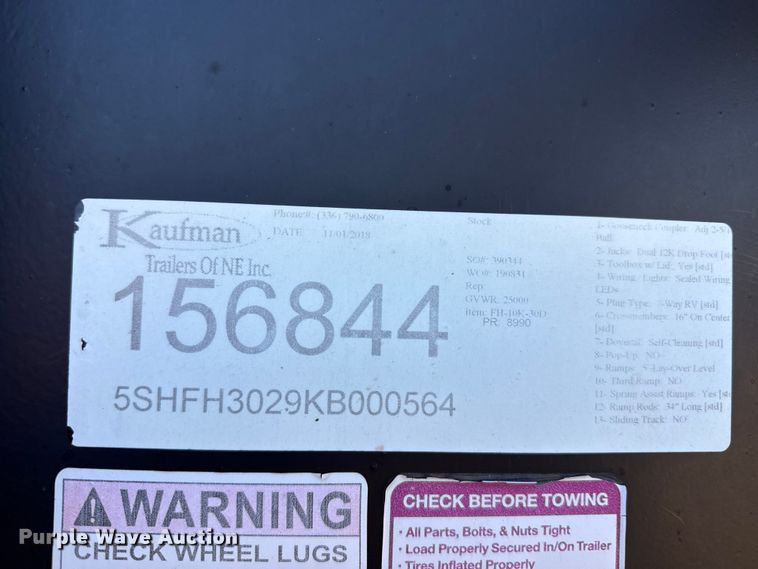 Kaufman
Trailers Of NE Inc.
Phone#: (336) 790-6800
DATE 11/01/2018
156844
5SHFH3029KB000564
Stock
SO#: 390344
WO#: 190831
Rep:
GVWR: 25000
Item: FH-10K-30D
PR: 8990
1- Gooseneck Coupler: Adj 2-5/1
Ball
2- Jacks: Dual 12K Drop Foot [st
3- Toolbox w/ Lid: Yes [std]
4- Wiring / Lights: Sealed Wiring
LEDs
5- Plug Type: 7-Way RV [std]
6- Crossmembers: 16" On Center
[std]
7- Dovetail: Self-Cleaning [std]
8- Pop-Up: NO
9- Ramps: 5' Lay-Over Level
10- Third Ramp: NO
11- Spring Assist Ramps: Yes [st
12- Ramp Rods: 34" Long [std]
13- Sliding Track: NO
WARNING
CHECK WHEEL LUGS
CHECK BEFORE TOWING
• All Parts, Bolts, & Nuts Tight
• Load Properly Secured In/On Trailer
• Tires Inflated Properly
Purple Wave Auction